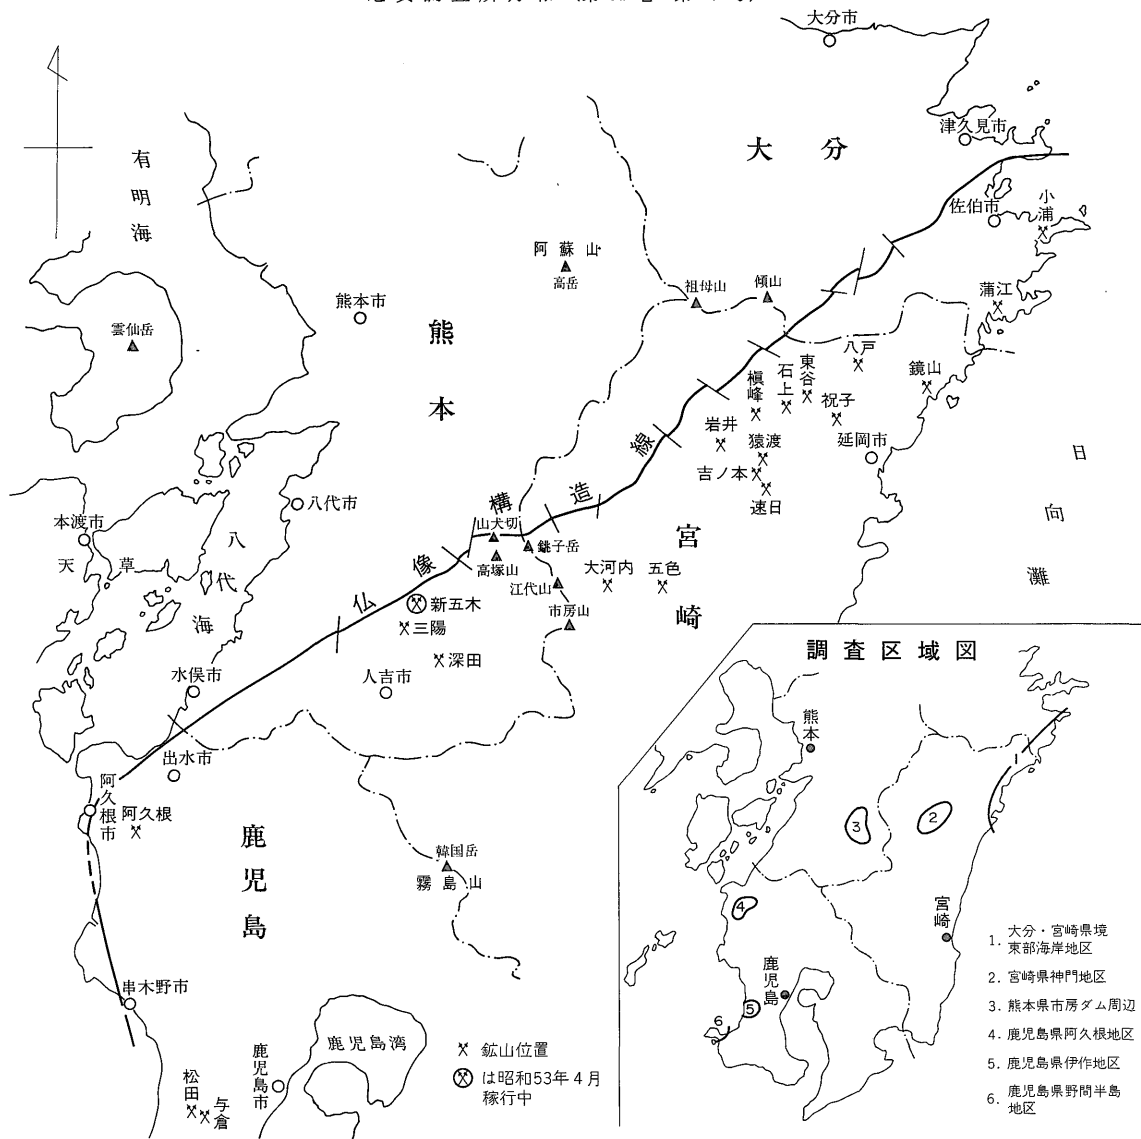 大分市
津久見市
大分
有明海
佐伯市
小浦
阿蘇山
高岳
祖母山
傾山
蒲江
熊本市
雲仙岳
熊本
八戸
東谷
石上
槇峰
鏡山
祝子
岩井
猿渡
延岡市
吉ノ本
速日
日向灘
仏像構造線
八代市
本渡市
天草
八代海
山犬切
銚子岳
高塚山
江代山
市房山
大河内
五色
宮崎
新五木
三陽
深田
人吉市
水俣市
出水市
阿久根市
阿久根
鹿児島
韓国岳
霧島山
串木野市
鹿児島湾
鹿児島市
松田
与倉
鉱山位置
は昭和53年4月
稼行中
調査区域図
熊本
1
2
3
4
宮崎
鹿児島
5
6
1. 大分・宮崎県境
東部海岸地区
2. 宮崎県神門地区
3. 熊本県市房ダム周辺
4. 鹿児島県阿久根地区
5. 鹿児島県伊作地区
6. 鹿児島県野間半島
地区